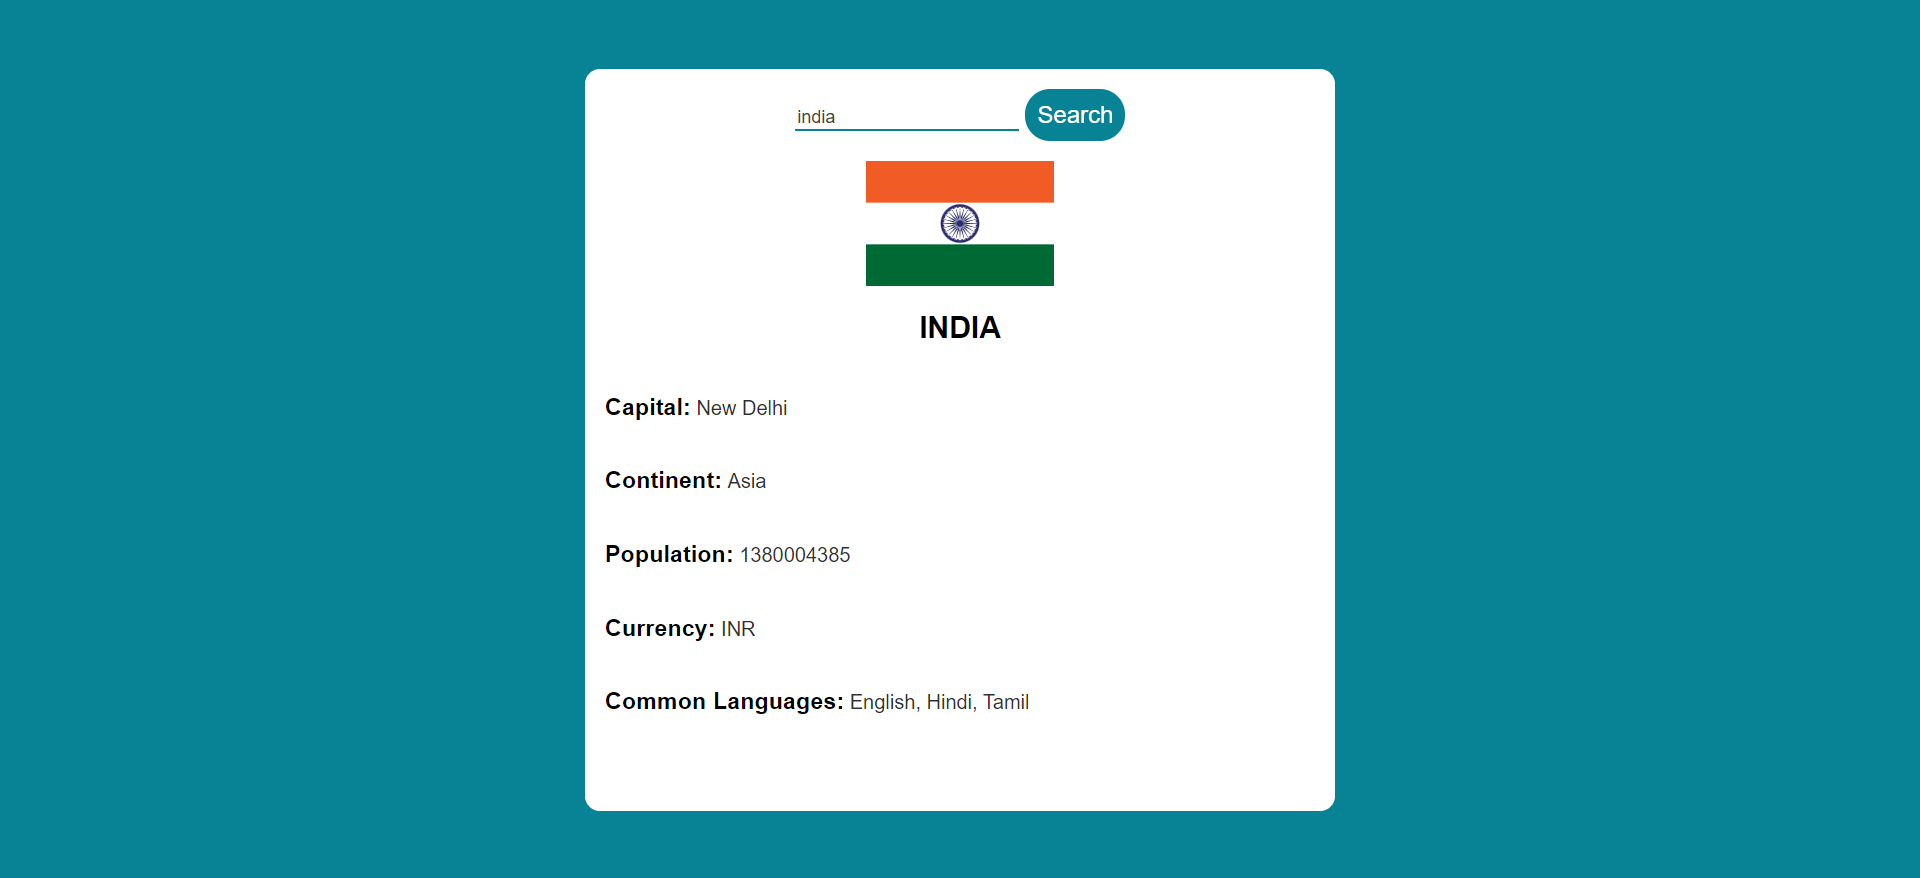 india
Search
INDIA
Capital: New Delhi
Continent: Asia
Population: 1380004385
Currency: INR
Common Languages: English, Hindi, Tamil